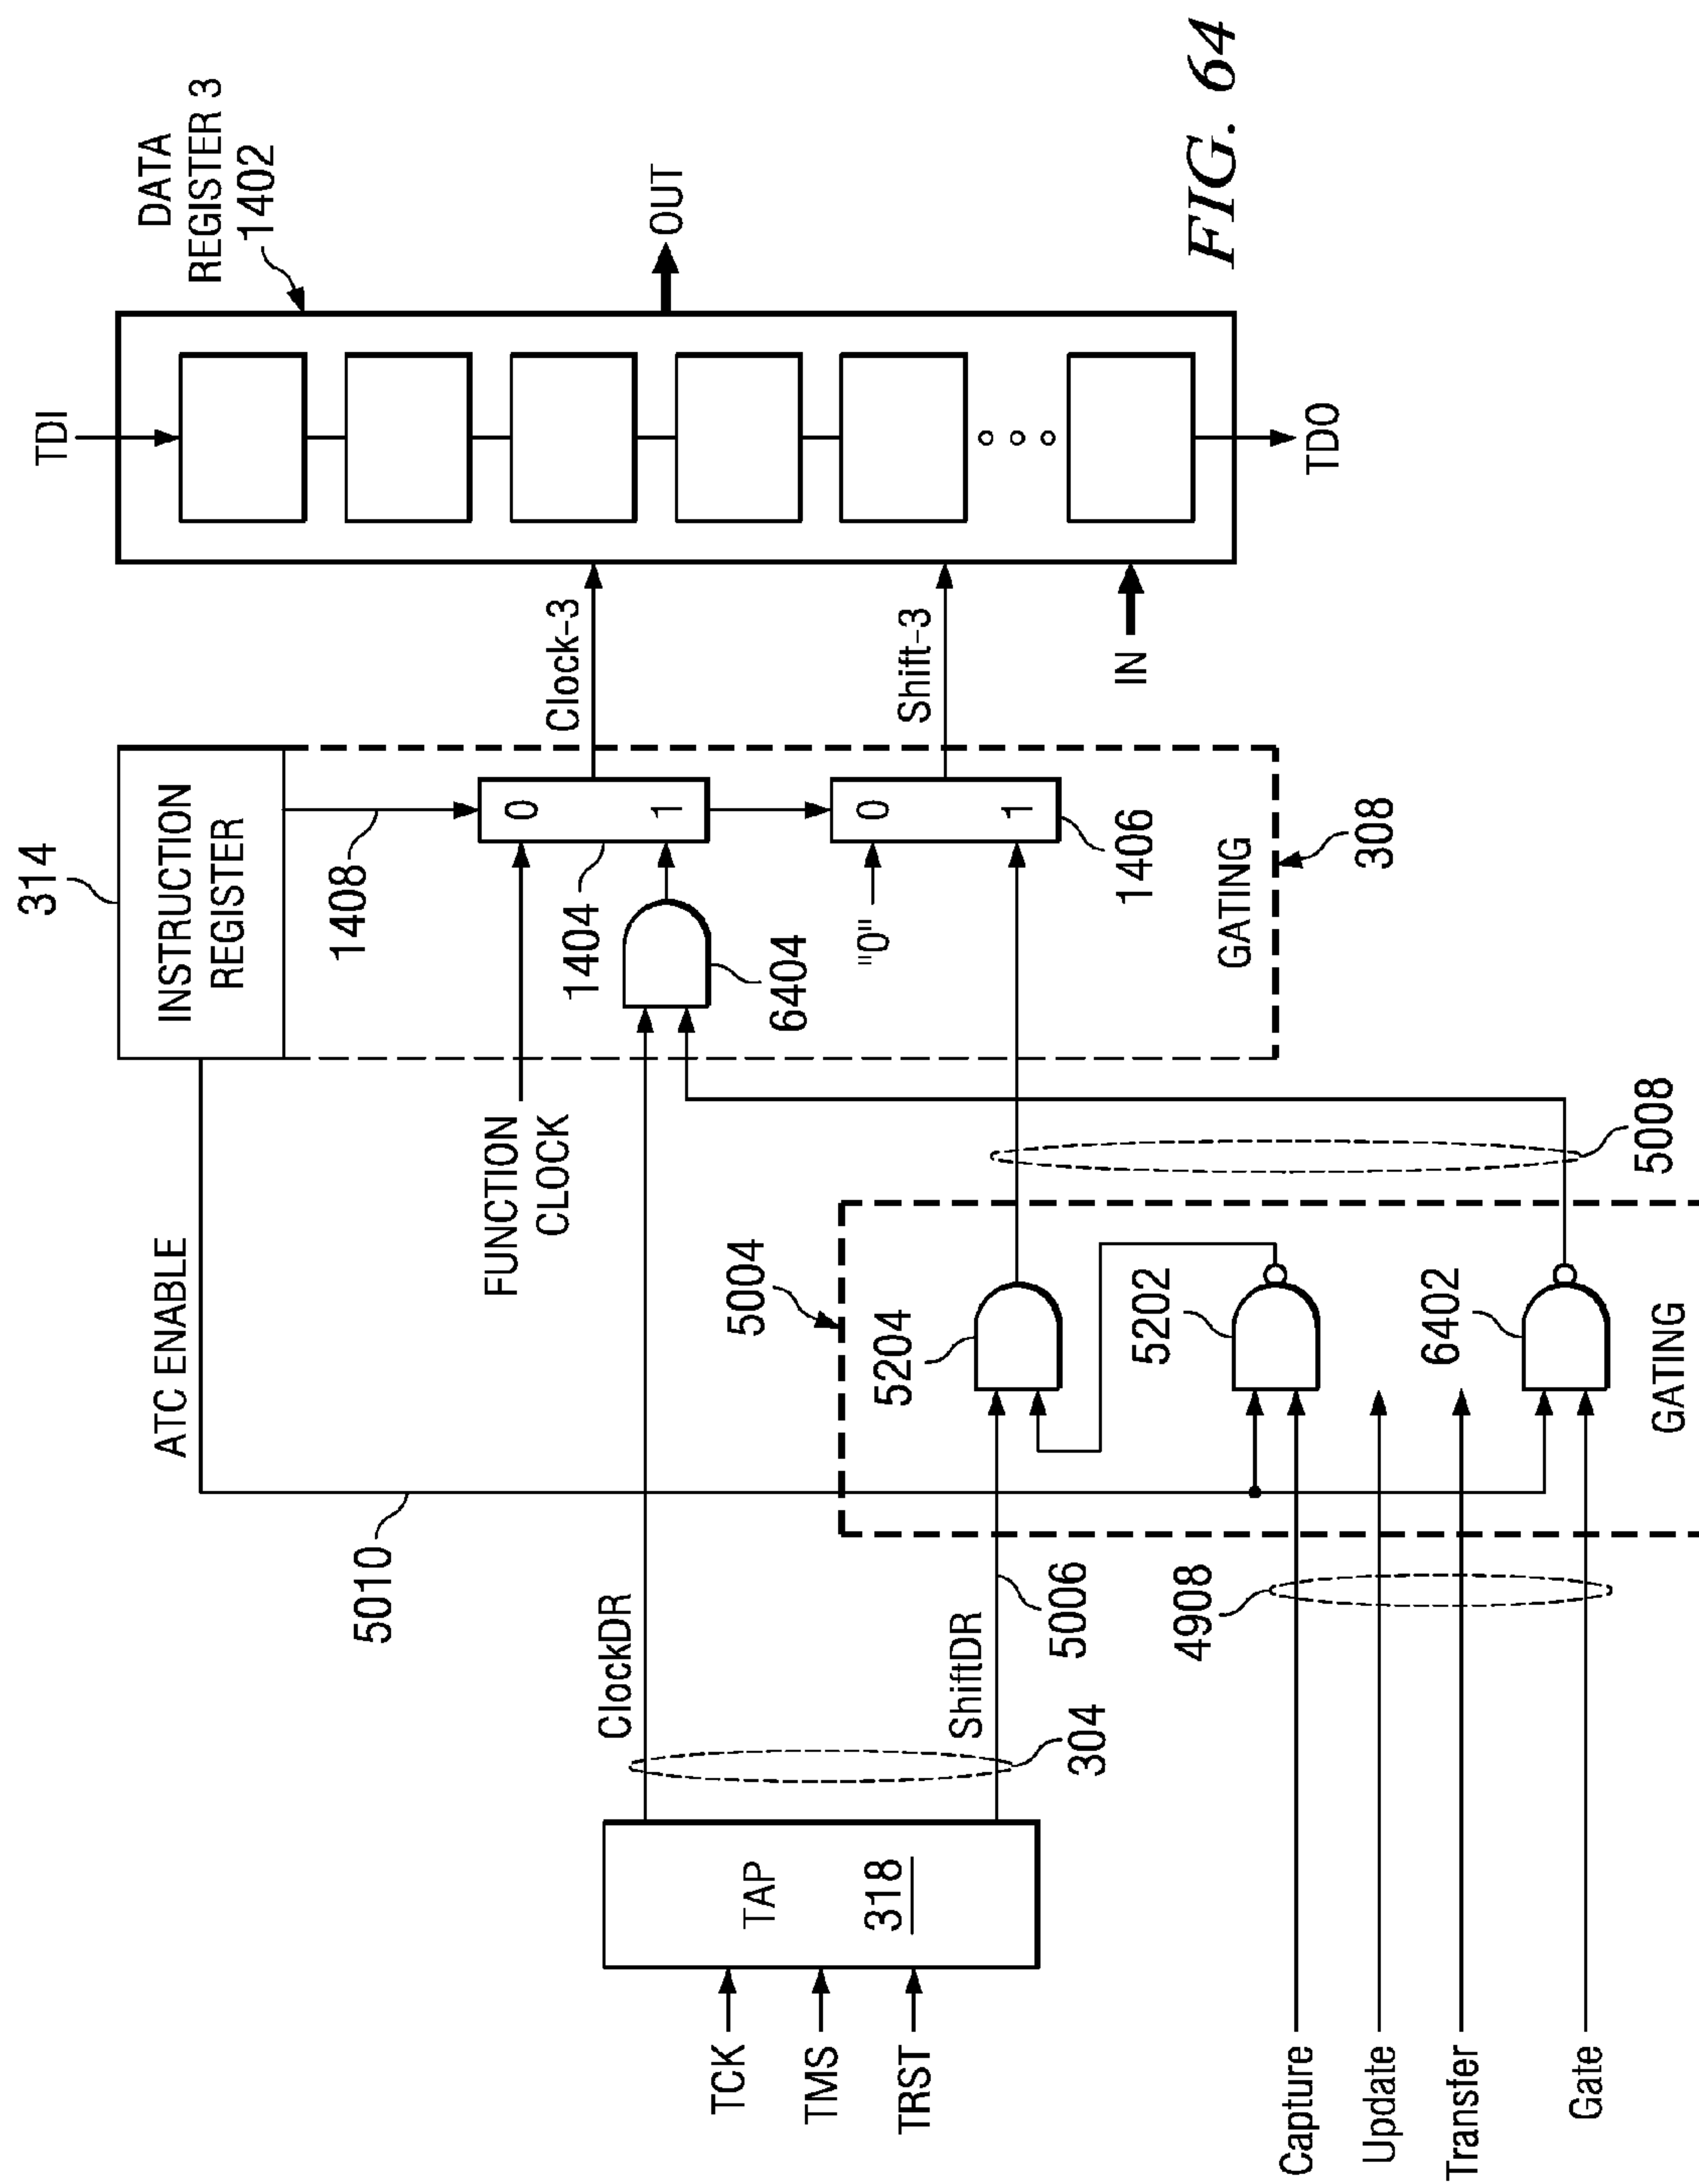 314
INSTRUCTION
REGISTER
ATC ENABLE
5010
1408
FUNCTION
CLOCK
0
1
1404
6404
Clock-3
"0"
0
1
1406
Shift-3
GATING
308
DATA
REGISTER 3
1402
TDI
OUT
IN
TDO
TCK
TMS
TRST
TAP
318
ClockDR
ShiftDR
304
5006
5004
5204
5202
6402
GATING
5008
4908
Capture
Update
Transfer
Gate
FIG. 64